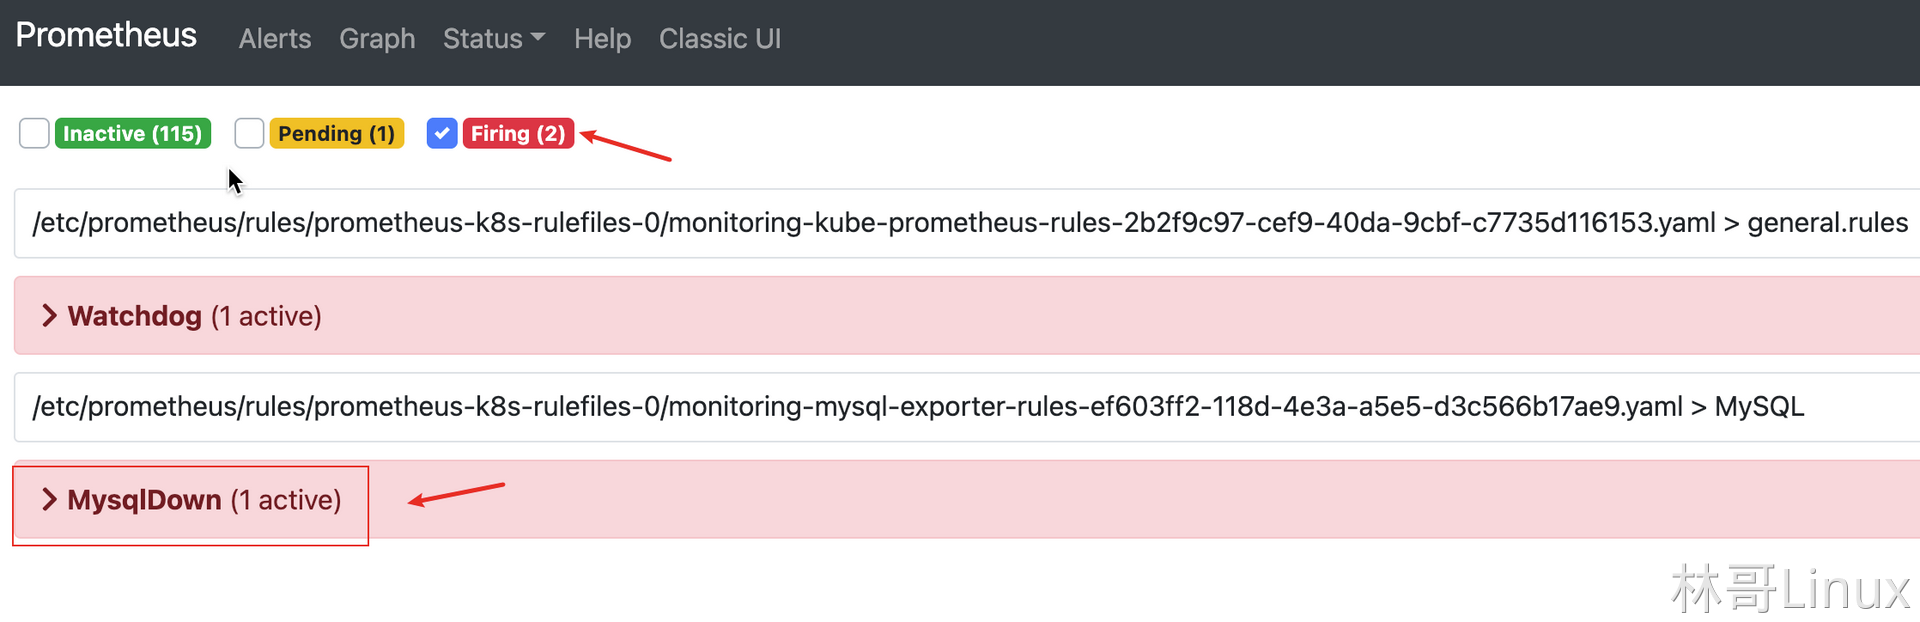 Prometheus Alerts Graph Status Help Classic UI
Inactive (115) Pending (1) Firing (2)
/etc/prometheus/rules/prometheus-k8s-rulefiles-0/monitoring-kube-prometheus-rules-2b2f9c97-cef9-40da-9cbf-c7735d116153.yaml > general.rules
Watchdog (1 active)
/etc/prometheus/rules/prometheus-k8s-rulefiles-0/monitoring-mysql-exporter-rules-ef603ff2-118d-4e3a-a5e5-d3c566b17ae9.yaml > MySQL
MysqlDown (1 active)
林哥Linux